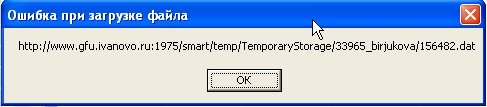 Ошибка при загрузке файла
http://www.gfu.ivanovo.ru:1975/smart/temp/TemporaryStorage/33965_birjukova/156482.dat
OK